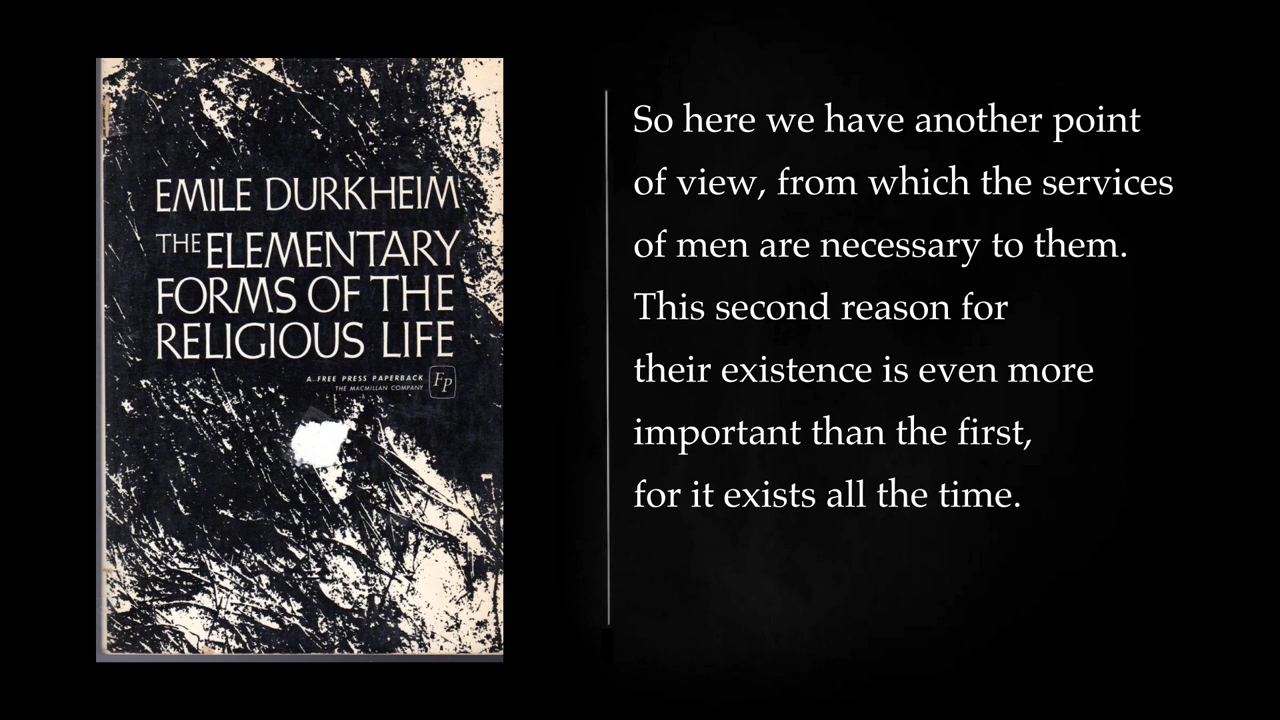 EMILE DURKHEIM
THE ELEMENTARY
FORMS OF THE
RELIGIOUS LIFE
A FREE PRESS PAPERBACK
THE MACMILLAN COMPANY
FP
So here we have another point
of view, from which the services
of men are necessary to them.
This second reason for
their existence is even more
important than the first,
for it exists all the time.